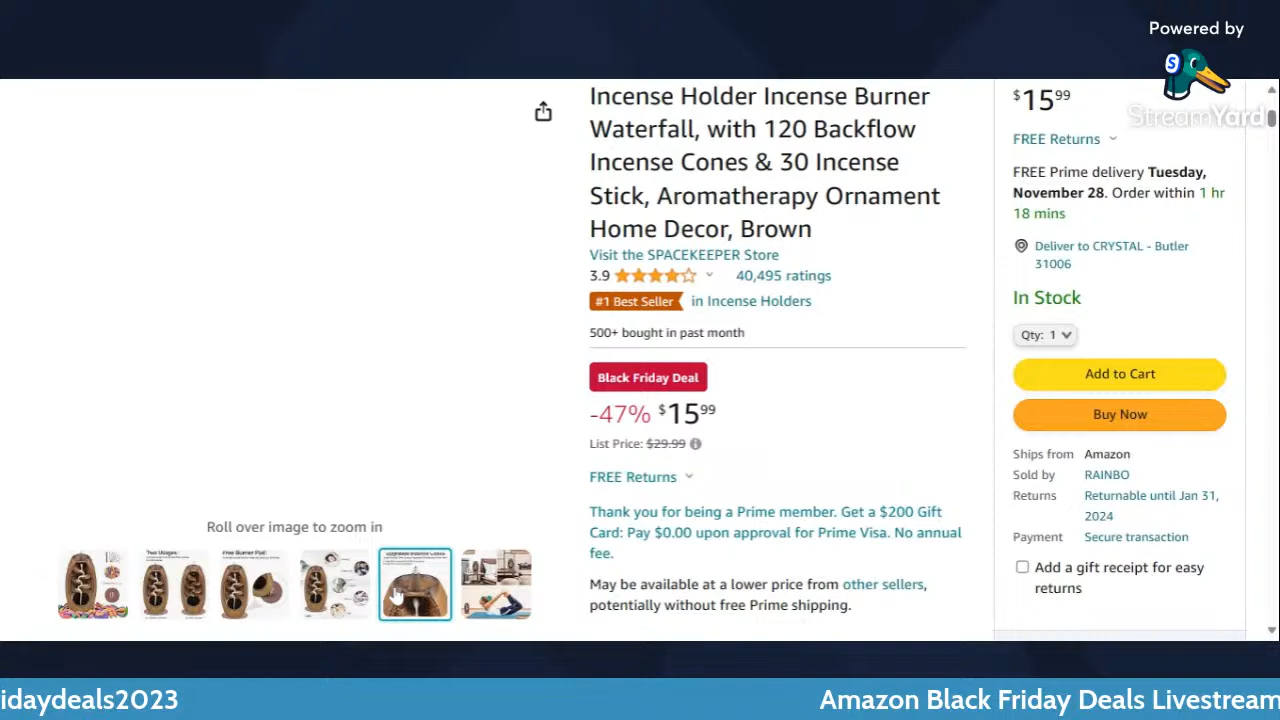 Powered by
S
StreamYard
Incense Holder Incense Burner
Waterfall, with 120 Backflow
Incense Cones & 30 Incense
Stick, Aromatherapy Ornament
Home Decor, Brown
Visit the SPACEKEEPER Store
3.9 40,495 ratings
#1 Best Seller in Incense Holders
500+ bought in past month
Black Friday Deal
-47% $15 99
List Price: $29.99
FREE Returns
Thank you for being a Prime member. Get a $200 Gift
Card: Pay $0.00 upon approval for Prime Visa. No annual
fee.
May be available at a lower price from other sellers,
potentially without free Prime shipping.
$15 99
FREE Returns
FREE Prime delivery Tuesday,
November 28. Order within 1 hr
18 mins
Deliver to CRYSTAL - Butler
31006
In Stock
Qty: 1
Add to Cart
Buy Now
Ships from Amazon
Sold by RAINBO
Returns Returnable until Jan 31,
2024
Payment Secure transaction
Add a gift receipt for easy
returns
Roll over image to zoom in
Two Usages
idaydeals2023
Amazon Black Friday Deals Livestream